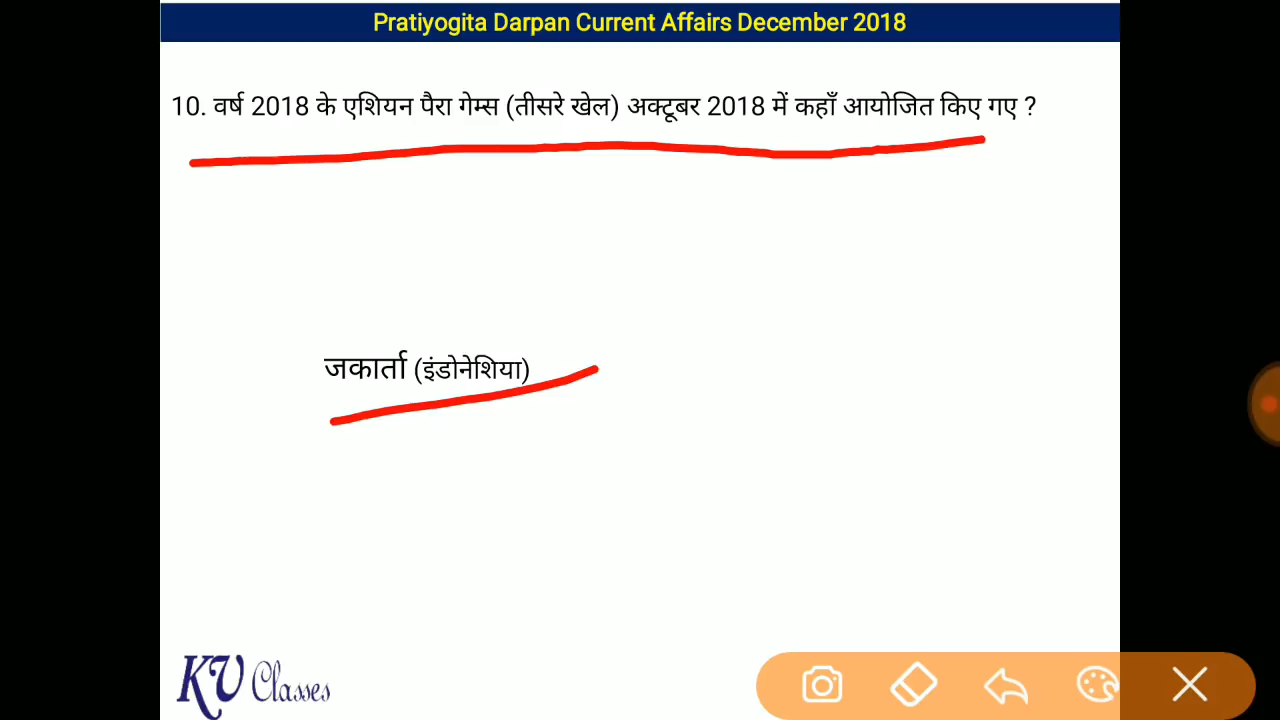 Pratiyogita Darpan Current Affairs December 2018
10. वर्ष 2018 के एशियन पैरा गेम्स (तीसरे खेल) अक्टूबर 2018 में कहाँ आयोजित किए गए ?
जकार्ता (इंडोनेशिया)
KV Classes